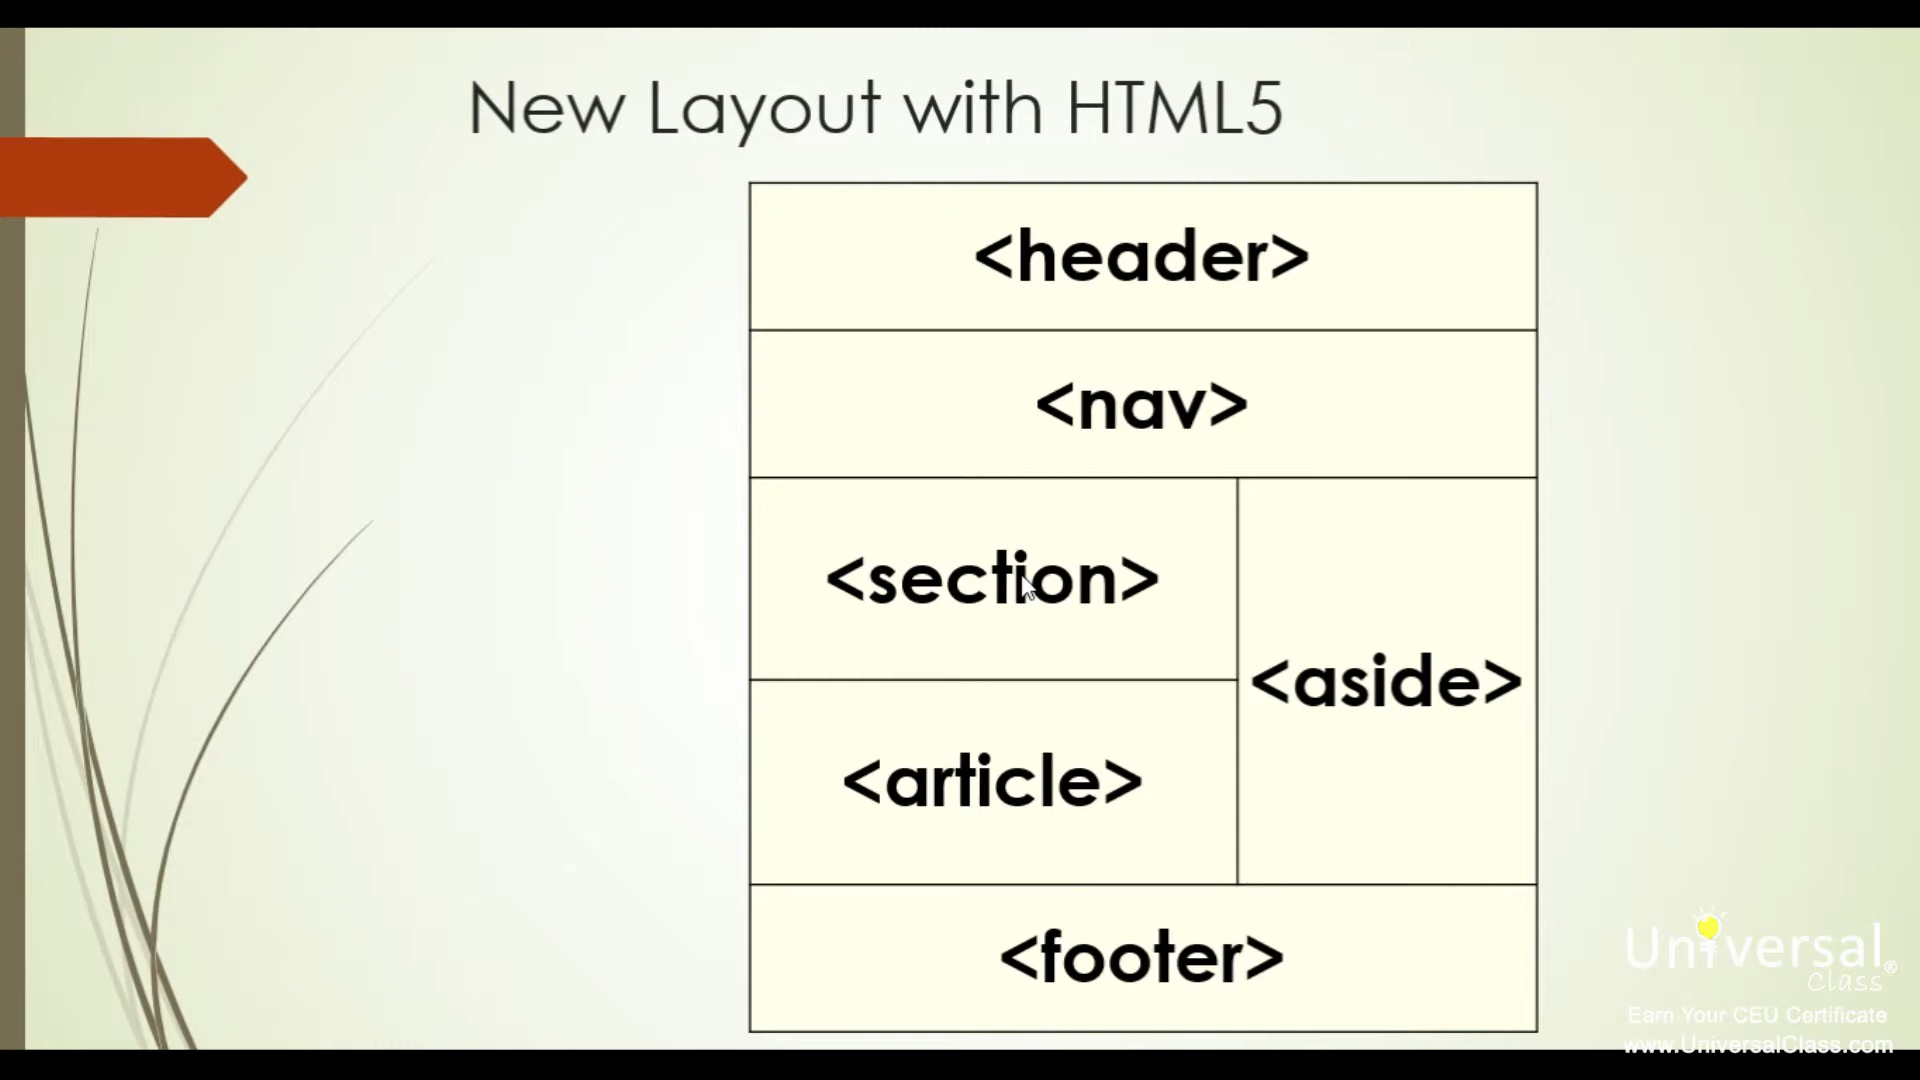 New Layout with HTML5
<header>
<nav>
<section>
<aside>
<article>
<footer>
Universal®
Class
Earn Your CEU Certificate
www.UniversalClass.com